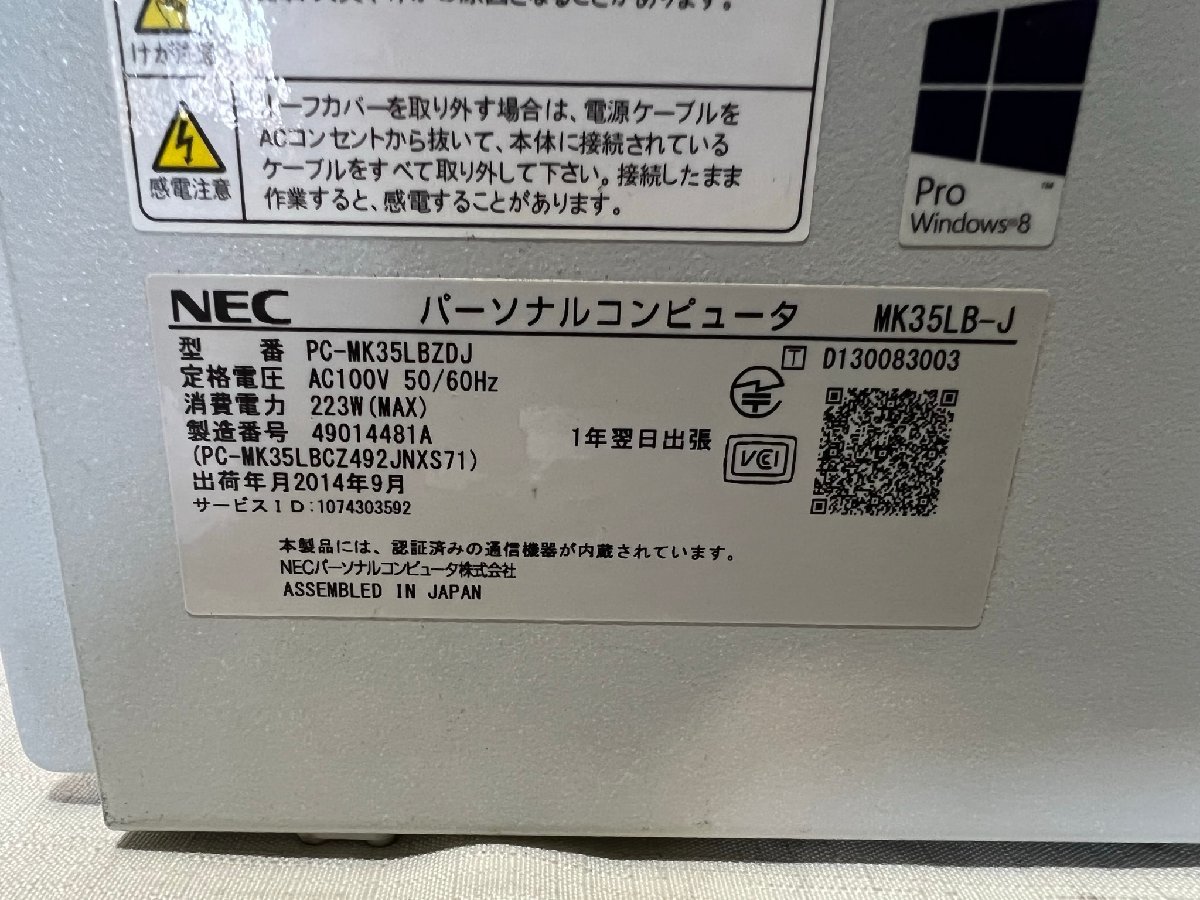 けが注意
ルーフカバーを取り外す場合は、電源ケーブルを
ACコンセントから抜いて、本体に接続されている
ケーブルをすべて取り外して下さい。接続したまま
作業すると、感電することがあります。
感電注意
Pro
Windows 8
NEC パーソナルコンピュータ MK35LB-J
型 番 PC-MK35LBZDJ
T D130083003
定格電圧 AC100V 50/60Hz
消費電力 223W(MAX)
製造番号 49014481A
1年翌日出張
VCCI
(PC-MK35LBCZ492JNXS71)
出荷年月2014年9月
サービスID:1074303592
本製品には、認証済みの通信機器が内蔵されています。
NECパーソナルコンピュータ株式会社
ASSEMBLED IN JAPAN